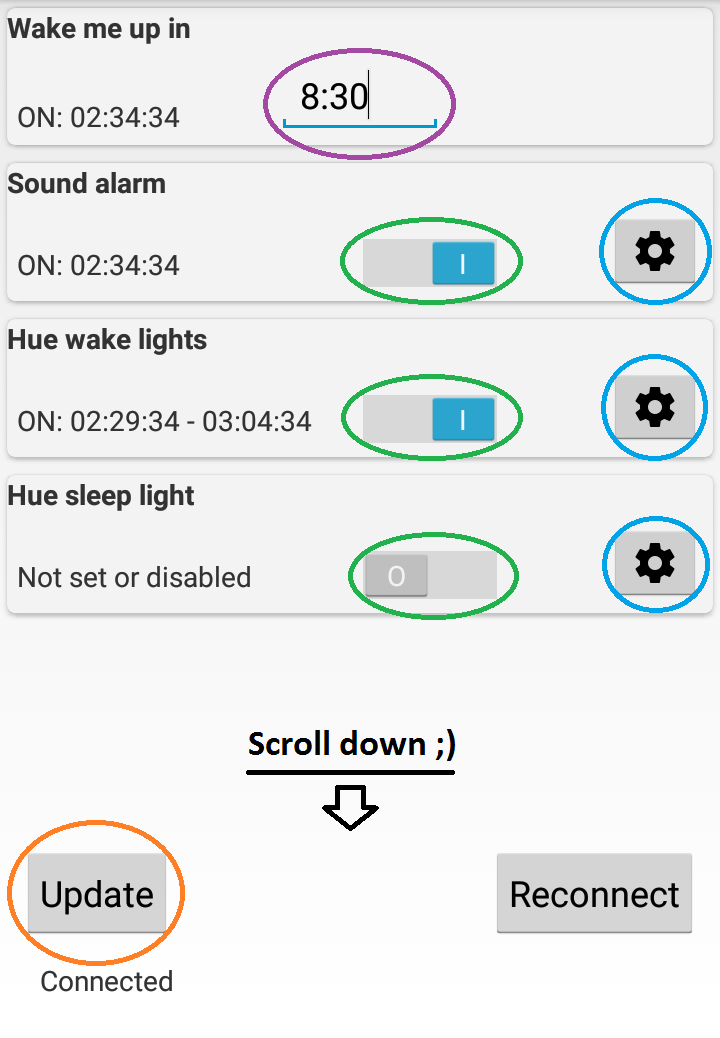 Wake me up in
8:30
ON: 02:34:34
Sound alarm
ON: 02:34:34
I
Hue wake lights
ON: 02:29:34 - 03:04:34
I
Hue sleep light
Not set or disabled
O
Scroll down ;)
Update
Reconnect
Connected